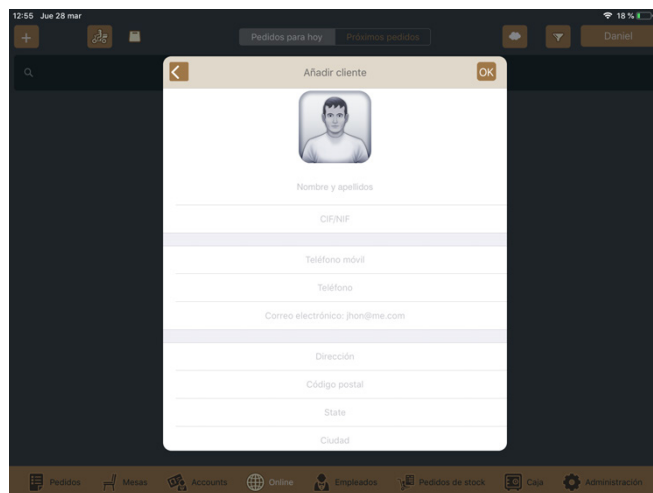 12:55 Jue 28 mar 18 %
Pedidos para hoy Próximos pedidos Daniel
Añadir cliente OK
Nombre y apellidos
CIF/NIF
Teléfono móvil
Teléfono
Correo electrónico: jhon@me.com
Dirección
Código postal
State
Ciudad
Pedidos Mesas Accounts Online Empleados Pedidos de stock Caja Administración